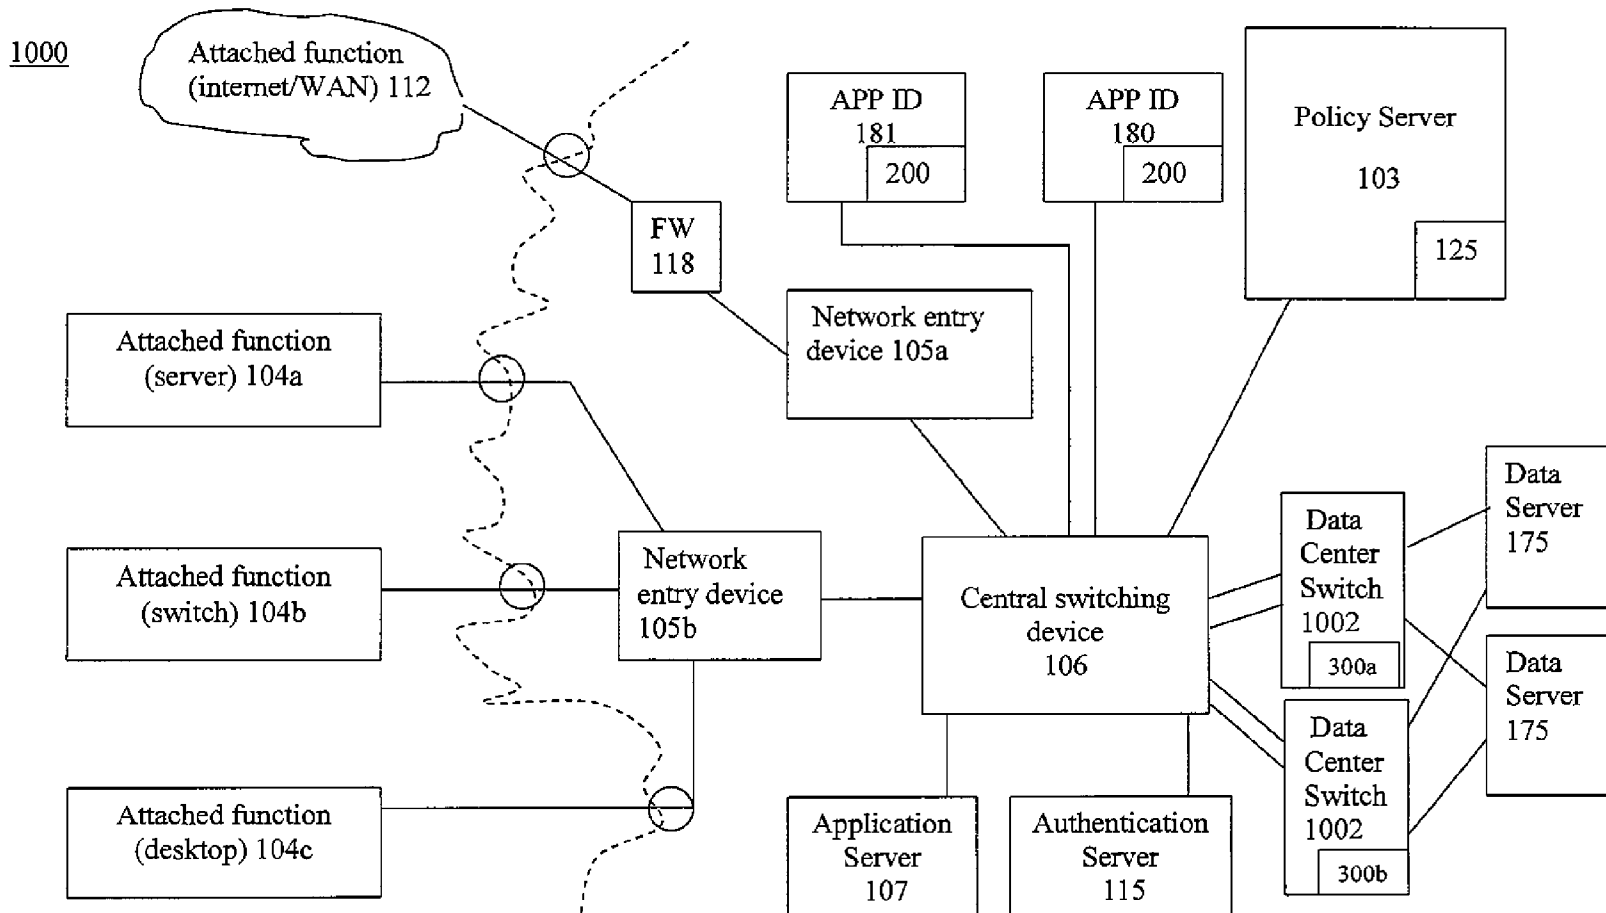 1000
Attached function
(internet/WAN) 112
APP ID
181
200
APP ID
180
200
Policy Server
103
125
FW
118
Network entry
device 105a
Attached function
(server) 104a
Attached function
(switch) 104b
Attached function
(desktop) 104c
Network
entry device
105b
Central switching
device
106
Data
Center
Switch
1002
300a
Data
Center
Switch
1002
300b
Data
Server
175
Data
Server
175
Application
Server
107
Authentication
Server
115